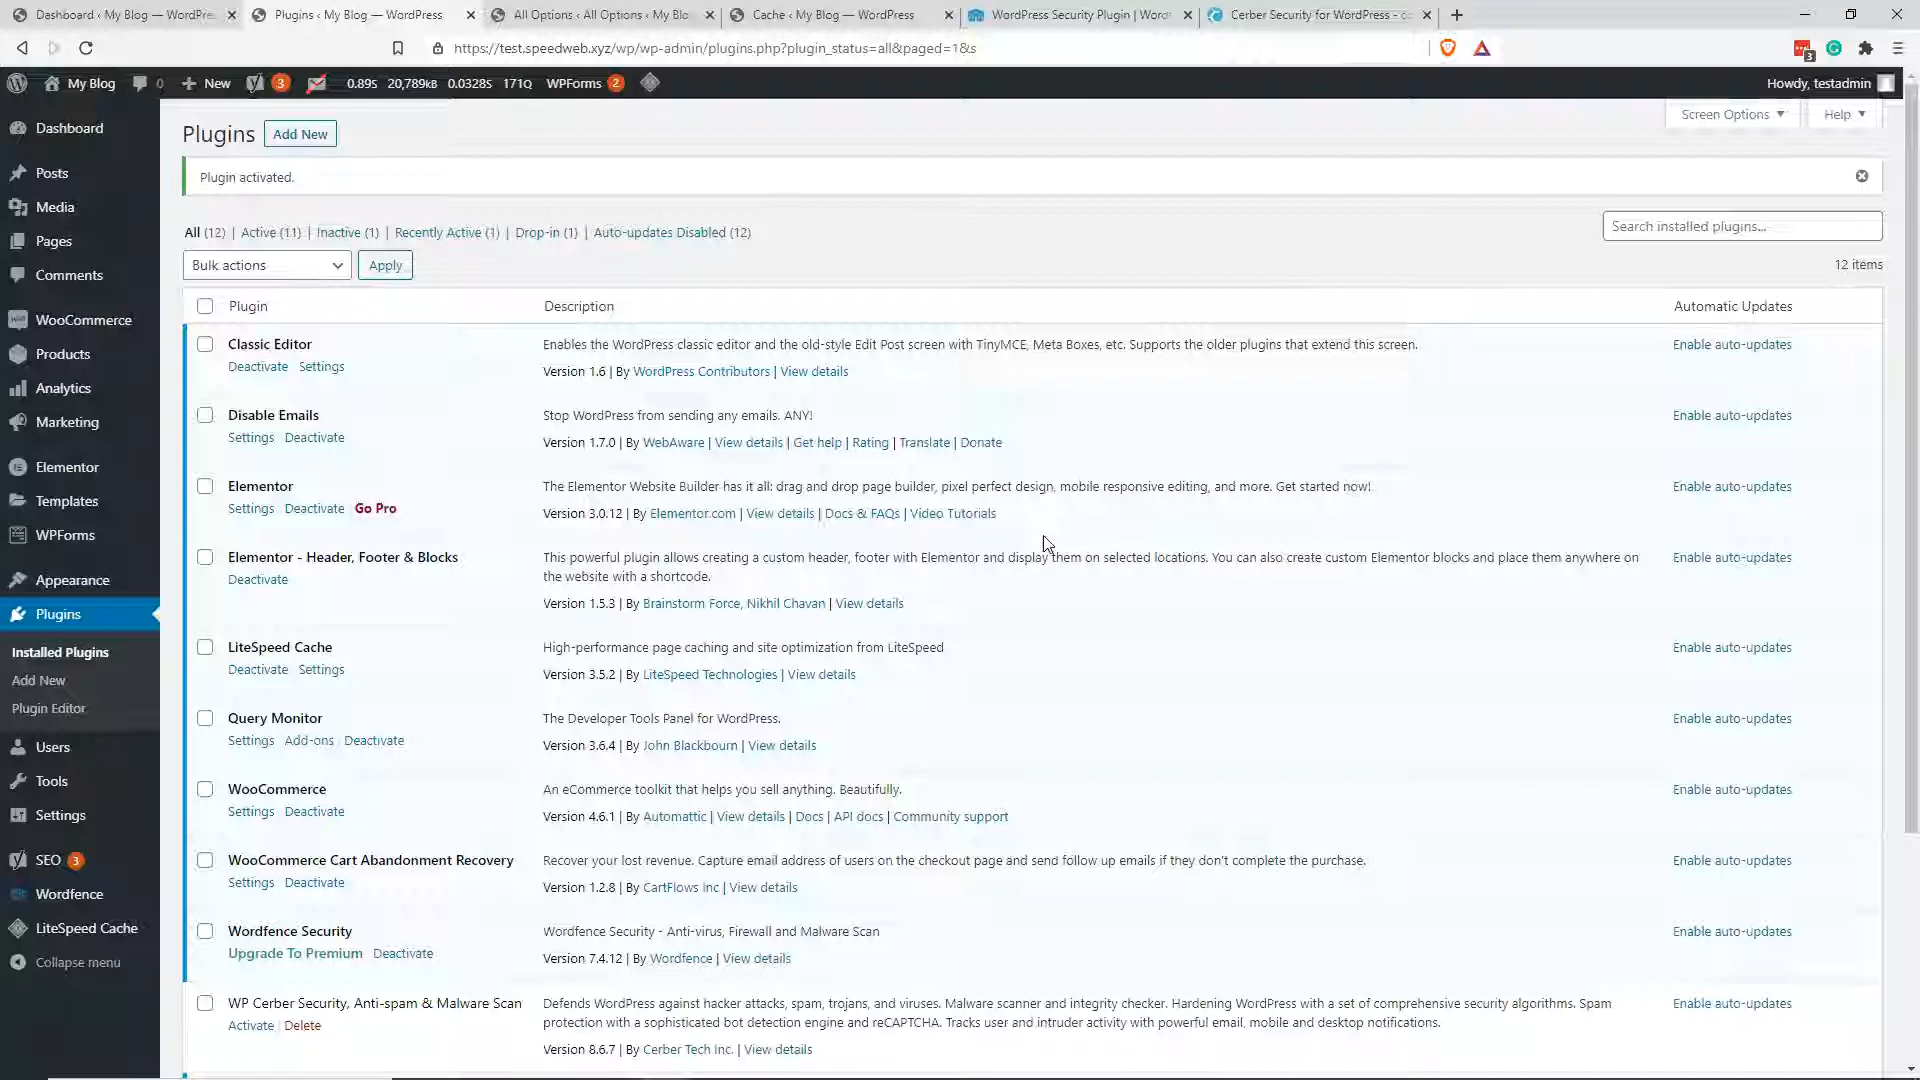 Dashboard ‹ My Blog — WordPre
Plugins ‹ My Blog — WordPress
All Options ‹ All Options ‹ My Blo
Cache ‹ My Blog — WordPress
WordPress Security Plugin | Wor
Cerber Security for WordPress - c
https://test.speedweb.xyz/wp/wp-admin/plugins.php?plugin_status=all&paged=1&s
3
My Blog
0
New
3
0.89S 20,789kB 0.0328S 171Q
WPForms 2
Howdy, testadmin
Dashboard
Posts
Media
Pages
Comments
WooCommerce
Products
Analytics
Marketing
Elementor
Templates
WPForms
Appearance
Plugins
Installed Plugins
Add New
Plugin Editor
Users
Tools
Settings
SEO 3
Wordfence
LiteSpeed Cache
Collapse menu
Screen Options
Help
Plugins
Add New
Plugin activated.
All (12) | Active (11) | Inactive (1) | Recently Active (1) | Drop-in (1) | Auto-updates Disabled (12)
Search installed plugins...
Bulk actions
Apply
12 items
Plugin Description Automatic Updates
Classic Editor
Deactivate Settings
Enables the WordPress classic editor and the old-style Edit Post screen with TinyMCE, Meta Boxes, etc. Supports the older plugins that extend this screen.
Version 1.6 | By WordPress Contributors | View details
Enable auto-updates
Disable Emails
Settings Deactivate
Stop WordPress from sending any emails. ANY!
Version 1.7.0 | By WebAware | View details | Get help | Rating | Translate | Donate
Enable auto-updates
Elementor
Settings Deactivate Go Pro
The Elementor Website Builder has it all: drag and drop page builder, pixel perfect design, mobile responsive editing, and more. Get started now!
Version 3.0.12 | By Elementor.com | View details | Docs & FAQs | Video Tutorials
Enable auto-updates
Elementor - Header, Footer & Blocks
Deactivate
This powerful plugin allows creating a custom header, footer with Elementor and display them on selected locations. You can also create custom Elementor blocks and place them anywhere on
the website with a shortcode.
Version 1.5.3 | By Brainstorm Force, Nikhil Chavan | View details
Enable auto-updates
LiteSpeed Cache
Deactivate Settings
High-performance page caching and site optimization from LiteSpeed
Version 3.5.2 | By LiteSpeed Technologies | View details
Enable auto-updates
Query Monitor
Settings Add-ons Deactivate
The Developer Tools Panel for WordPress.
Version 3.6.4 | By John Blackbourn | View details
Enable auto-updates
WooCommerce
Settings Deactivate
An eCommerce toolkit that helps you sell anything. Beautifully.
Version 4.6.1 | By Automattic | View details | Docs | API docs | Community support
Enable auto-updates
WooCommerce Cart Abandonment Recovery
Settings Deactivate
Recover your lost revenue. Capture email address of users on the checkout page and send follow up emails if they don't complete the purchase.
Version 1.2.8 | By CartFlows Inc | View details
Enable auto-updates
Wordfence Security
Upgrade To Premium Deactivate
Wordfence Security - Anti-virus, Firewall and Malware Scan
Version 7.4.12 | By Wordfence | View details
Enable auto-updates
WP Cerber Security, Anti-spam & Malware Scan
Activate | Delete
Defends WordPress against hacker attacks, spam, trojans, and viruses. Malware scanner and integrity checker. Hardening WordPress with a set of comprehensive security algorithms. Spam
protection with a sophisticated bot detection engine and reCAPTCHA. Tracks user and intruder activity with powerful email, mobile and desktop notifications.
Version 8.6.7 | By Cerber Tech Inc. | View details
Enable auto-updates